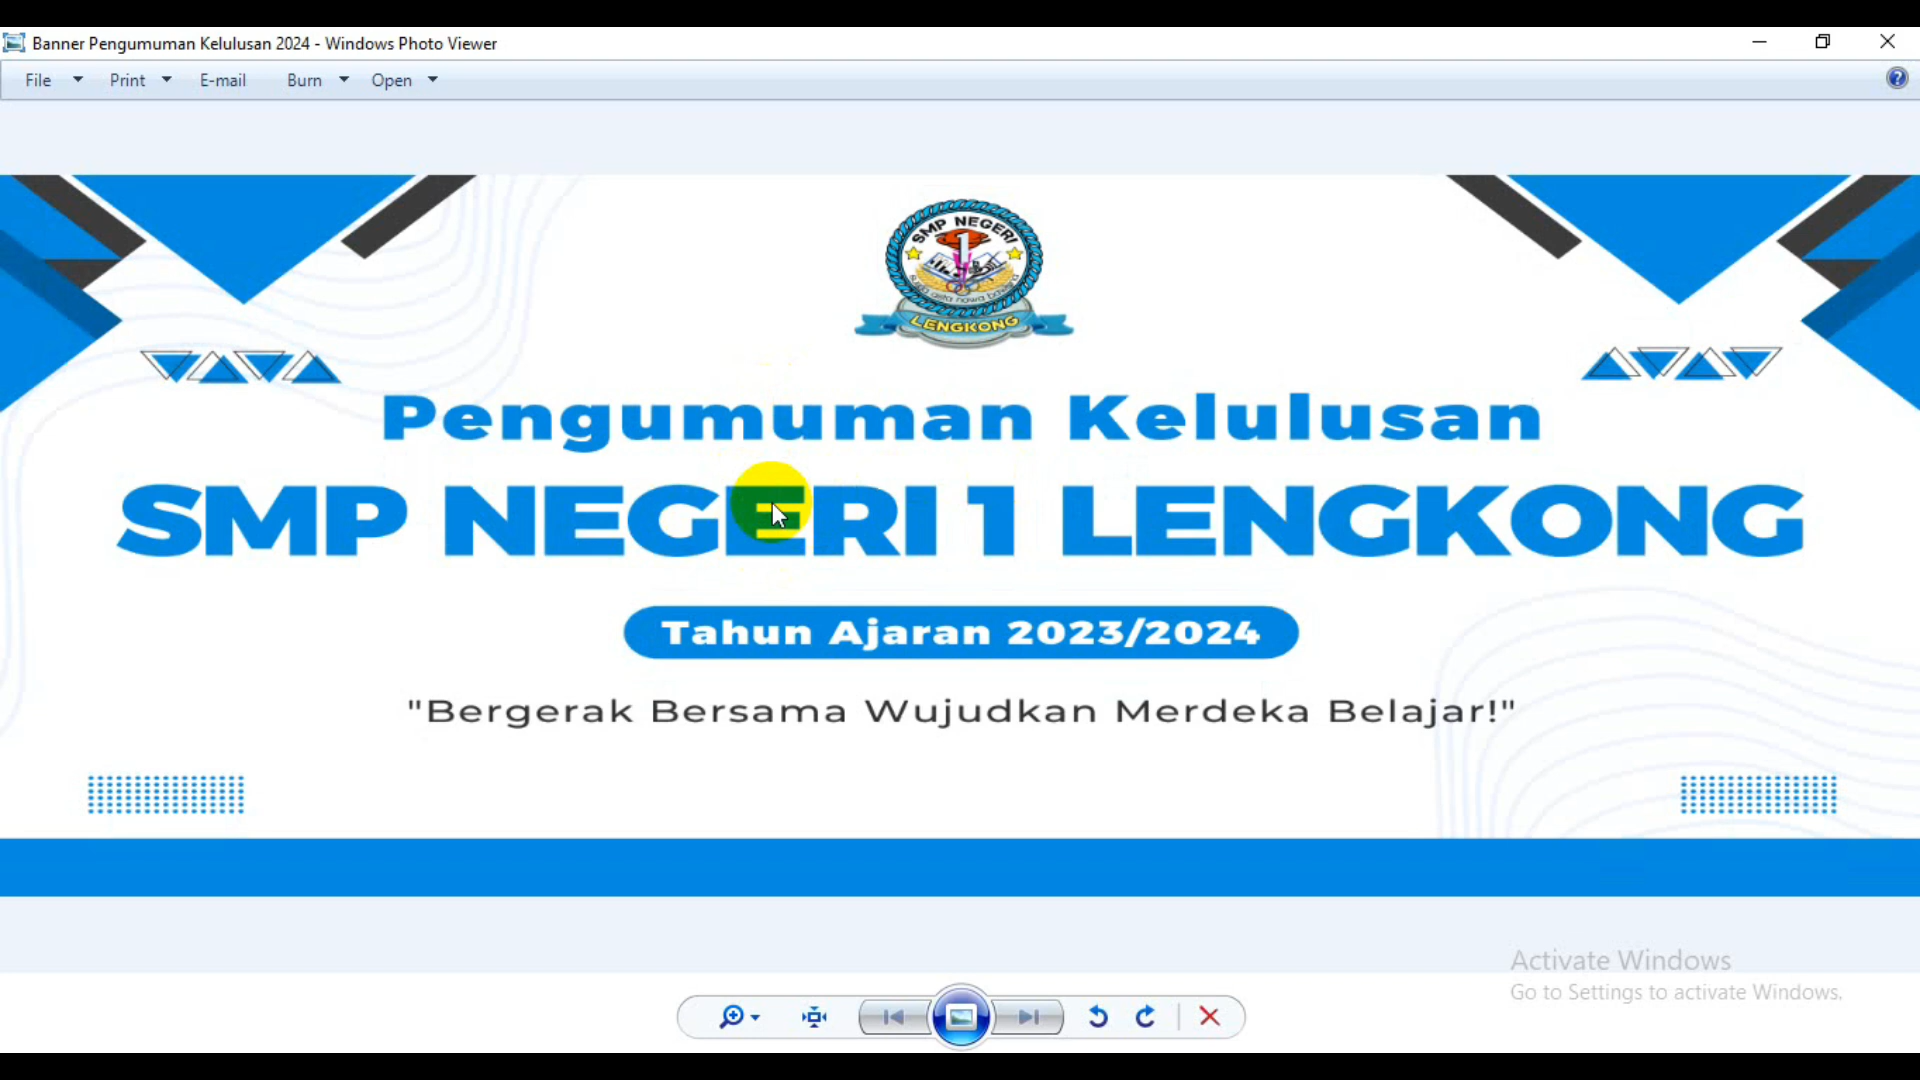 Banner Pengumuman Kelulusan 2024 - Windows Photo Viewer
File Print E-mail Burn Open
SMP NEGERI
1
LENGKONG
Pengumuman Kelulusan
SMP NEGERI 1 LENGKONG
Tahun Ajaran 2023/2024
"Bergerak Bersama Wujudkan Merdeka Belajar!"
Activate Windows
Go to Settings to activate Windows.